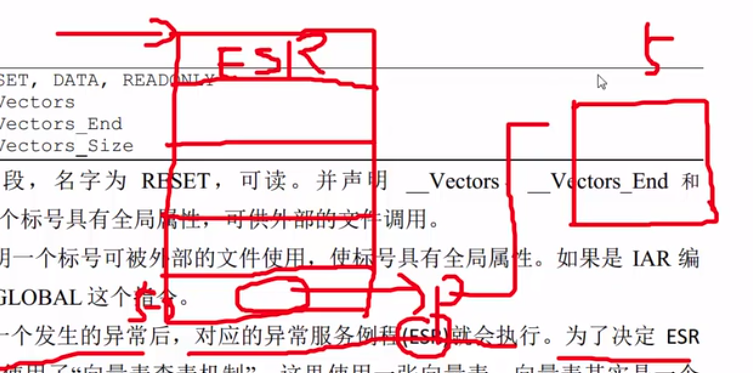 ESR
5
SET, DATA, READONLY
Vectors
Vectors_End
Vectors_Size
段，名字为 RESET，可读。并声明 __Vectors、__Vectors_End 和
个标号具有全局属性，可供外部的文件调用。
明一个标号可被外部的文件使用，使标号具有全局属性。如果是 IAR 编
GLOBAL 这个指令。
5
P
一个发生的异常后，对应的异常服务例程(ESR)就会执行。为了决定 ESR
使用了“向量表查表机制”。这里使用一张向量表。向量表其实是一个